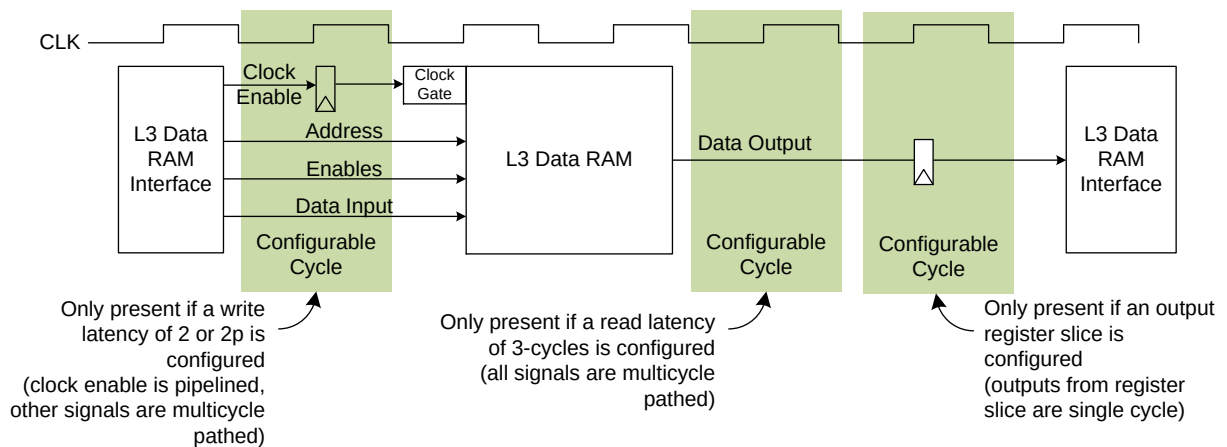 CLK
Clock
Enable
Clock
Gate
L3 Data
RAM
Interface
Address
Enables
Data Input
L3 Data RAM
Data Output
L3 Data
RAM
Interface
Configurable
Cycle
Configurable
Cycle
Configurable
Cycle
Only present if a write
latency of 2 or 2p is
configured
(clock enable is pipelined,
other signals are multicycle
pathed)
Only present if a read latency
of 3-cycles is configured
(all signals are multicycle
pathed)
Only present if an output
register slice is
configured
(outputs from register
slice are single cycle)